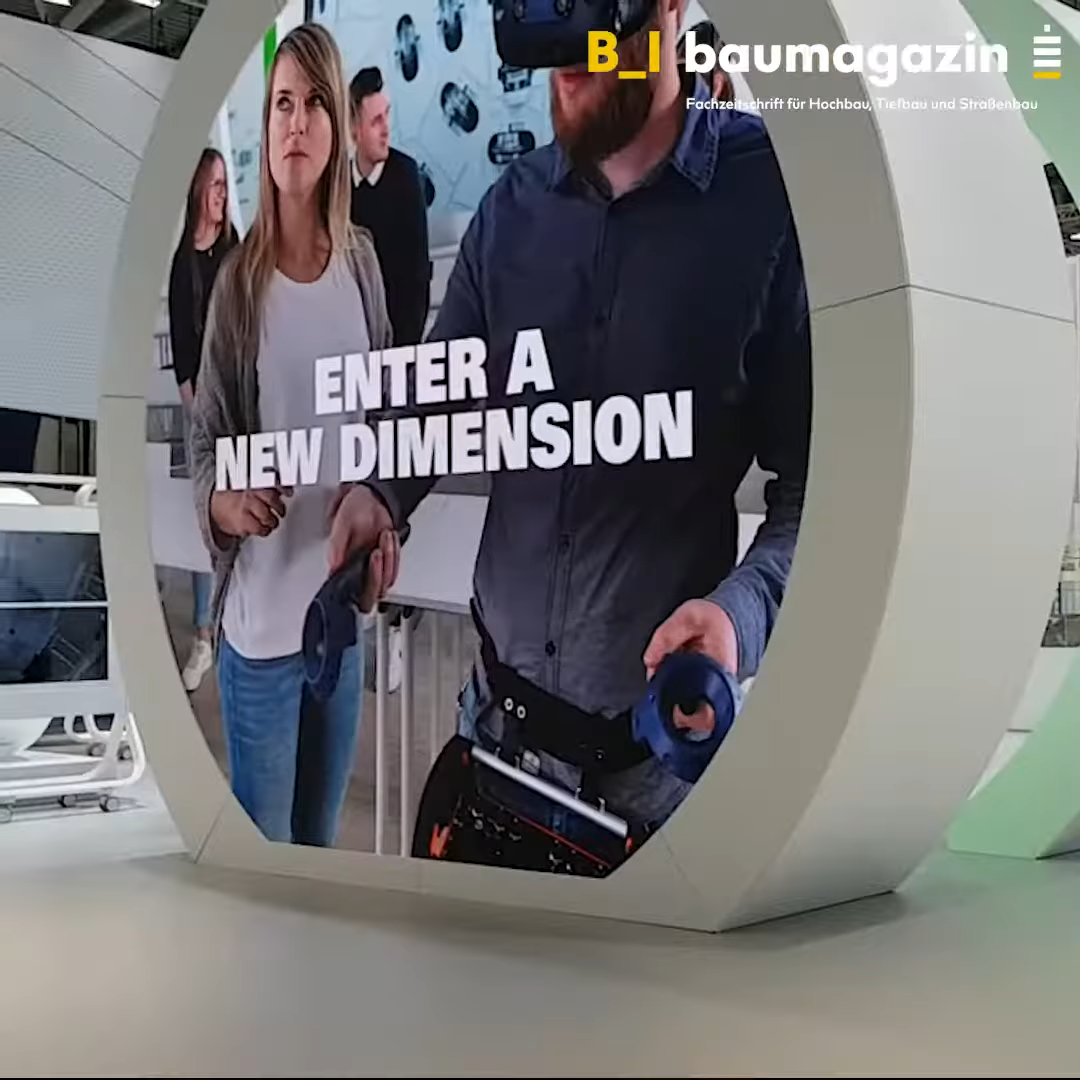 B_I baumagazin
Fachzeitschrift für Hochbau, Tiefbau und Straßenbau
ENTER A
NEW DIMENSION